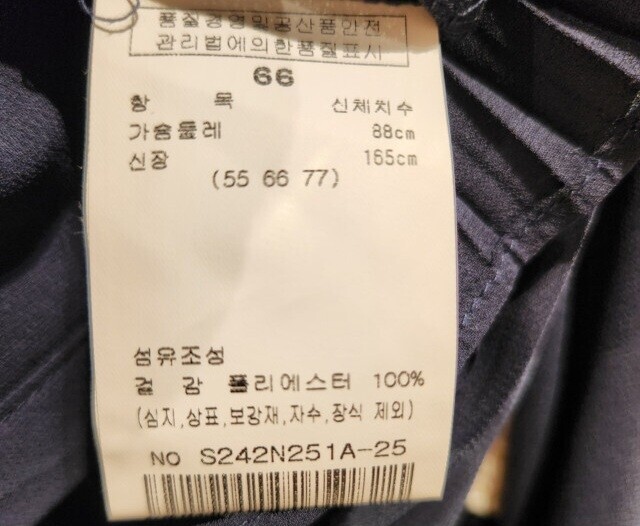 품질경영및공산품안전
관리법에의한품질표시
66
항 목 신체치수
가슴둘레 88cm
신장 165cm
(55 66 77)
섬유조성
겉 감 폴리에스터 100%
(심지,상표,보강재,자수,장식 제외)
NO S242N251A-25